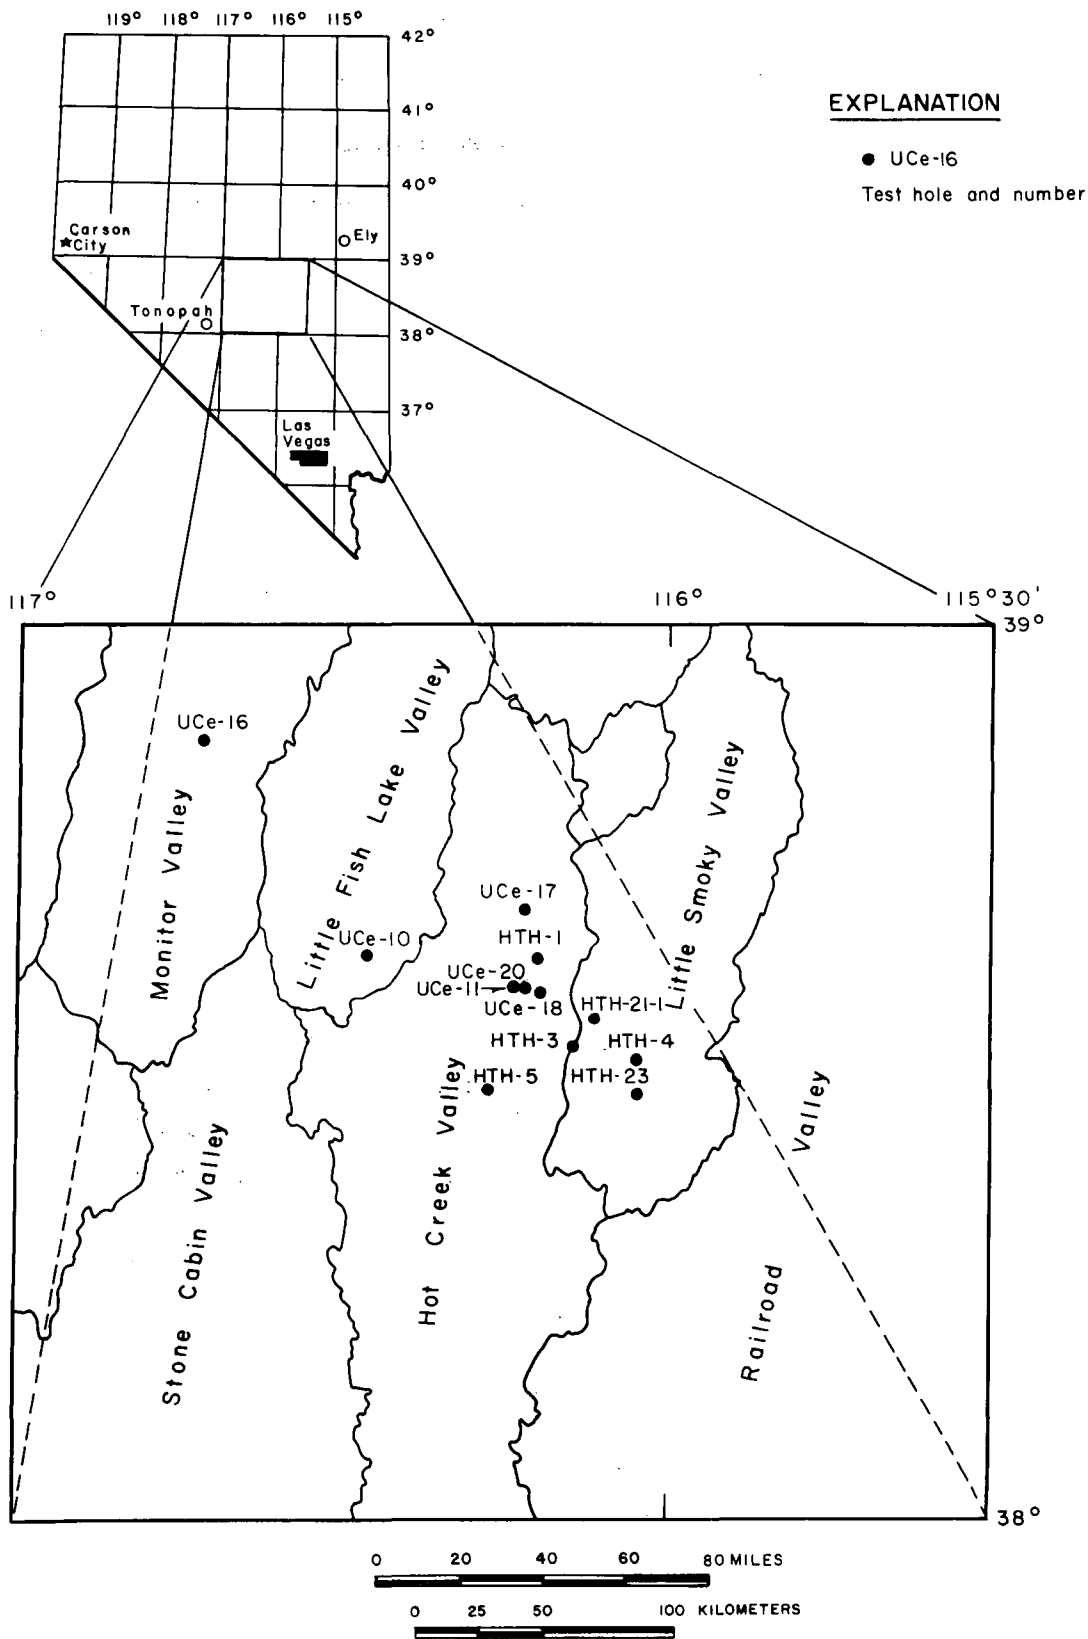 119° 118° 117° 116° 115°
42°
41°
40°
39°
38°
37°
EXPLANATION
UCe-16
Test hole and number
Carson
City
Ely
Tonopah
Las
Vegas
117°
116°
115°30'
39°
UCe-16
Monitor Valley
Little Fish Lake Valley
Little Smoky Valley
UCe-17
UCe-10
HTH-1
UCe-20
UCe-11
UCe-18
HTH-21-1
HTH-3
HTH-4
HTH-5
HTH-23
Stone Cabin Valley
Hot Creek Valley
Railroad Valley
38°
0 20 40 60 80 MILES
0 25 50 100 KILOMETERS